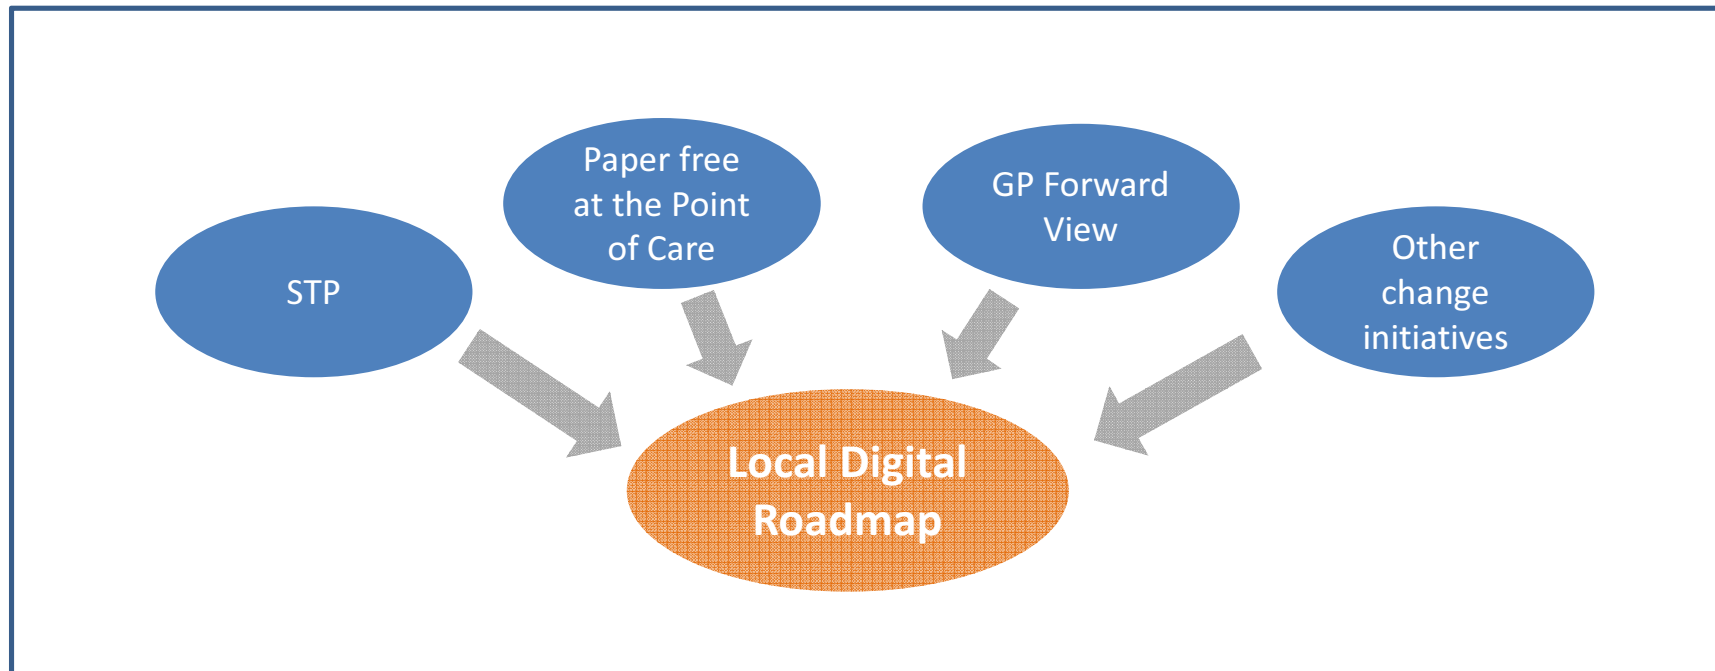 STP
Paper free
at the Point
of Care
GP Forward
View
Other
change
initiatives
Local Digital
Roadmap